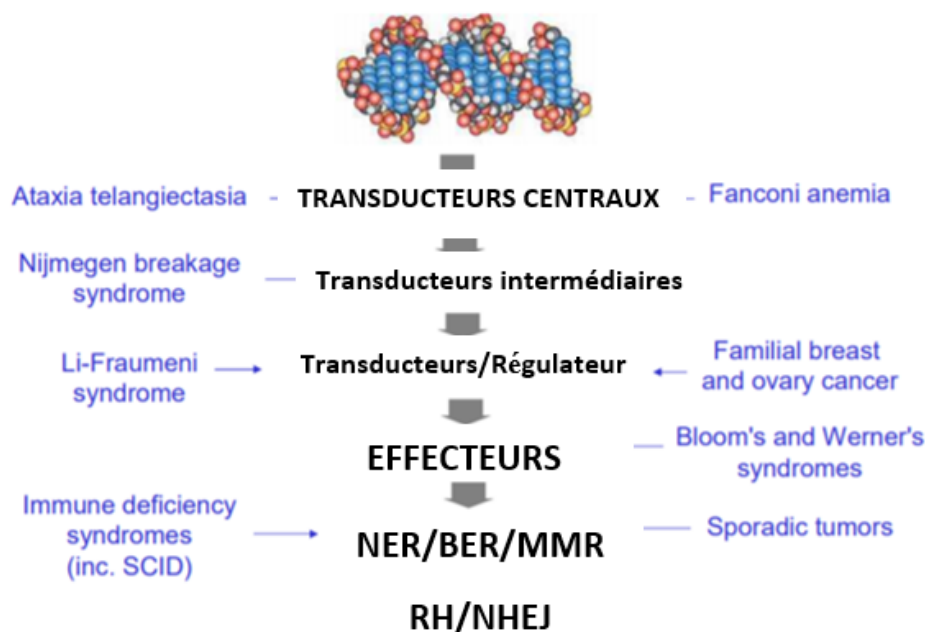 Ataxia telangiectasia - TRANSDUCTEURS CENTRAUX - Fanconi anemia
Nijmegen breakage
syndrome
Transducteurs intermédiaires
Li-Fraumeni
syndrome
Transducteurs/Régulateur
Familial breast
and ovary cancer
EFFECTEURS
Bloom's and Werner's
syndromes
Immune deficiency
syndromes
(inc. SCID)
NER/BER/MMR
Sporadic tumors
RH/NHEJ